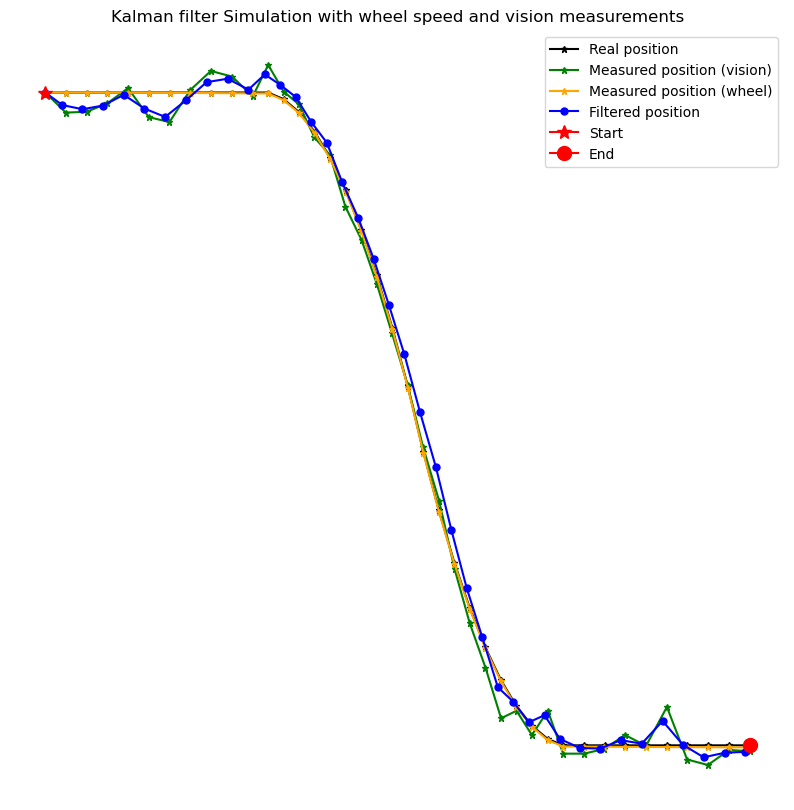 Kalman filter Simulation with wheel speed and vision measurements
Real position
Measured position (vision)
Measured position (wheel)
Filtered position
Start
End